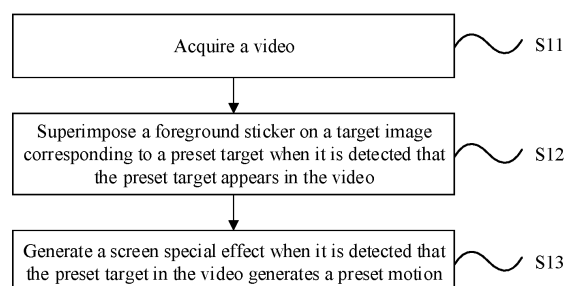 Acquire a video
S11
Superimpose a foreground sticker on a target image
corresponding to a preset target when it is detected that
the preset target appears in the video
S12
Generate a screen special effect when it is detected that
the preset target in the video generates a preset motion
S13